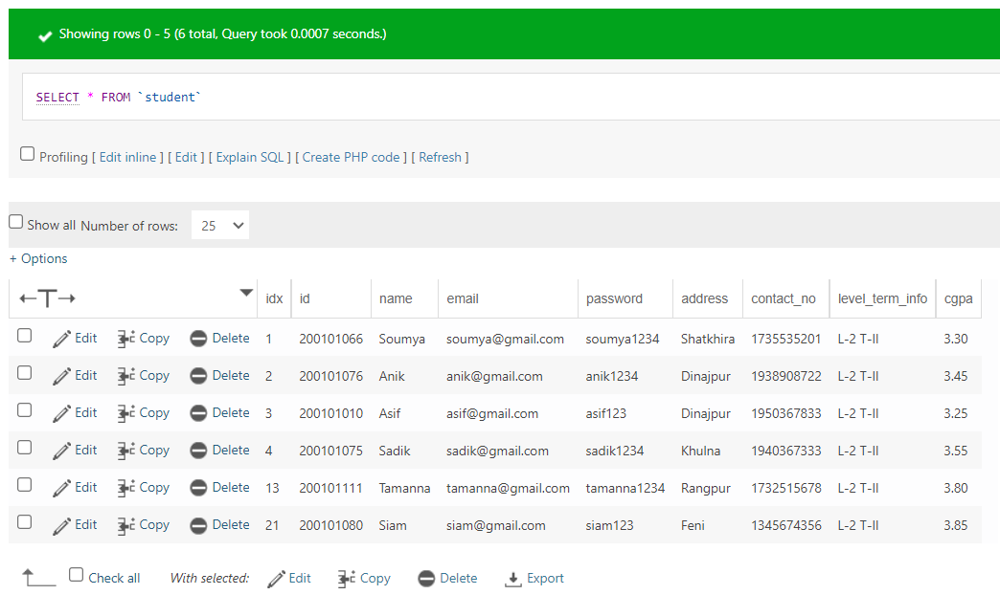 Showing rows 0 - 5 (6 total, Query took 0.0007 seconds.)
SELECT * FROM `student`
Profiling [ Edit inline ] [ Edit ] [ Explain SQL ] [ Create PHP code ] [ Refresh ]
Show all Number of rows: 25
+ Options
←T→ idx id name email password address contact_no level_term_info cgpa
Edit Copy Delete 1 200101066 Soumya soumya@gmail.com soumya1234 Shatkhira 1735535201 L-2 T-II 3.30
Edit Copy Delete 2 200101076 Anik anik@gmail.com anik1234 Dinajpur 1938908722 L-2 T-II 3.45
Edit Copy Delete 3 200101010 Asif asif@gmail.com asif123 Dinajpur 1950367833 L-2 T-II 3.25
Edit Copy Delete 4 200101075 Sadik sadik@gmail.com sadik1234 Khulna 1940367333 L-2 T-II 3.55
Edit Copy Delete 13 200101111 Tamanna tamanna@gmail.com tamanna1234 Rangpur 1732515678 L-2 T-II 3.80
Edit Copy Delete 21 200101080 Siam siam@gmail.com siam123 Feni 1345674356 L-2 T-II 3.85
Check all With selected: Edit Copy Delete Export